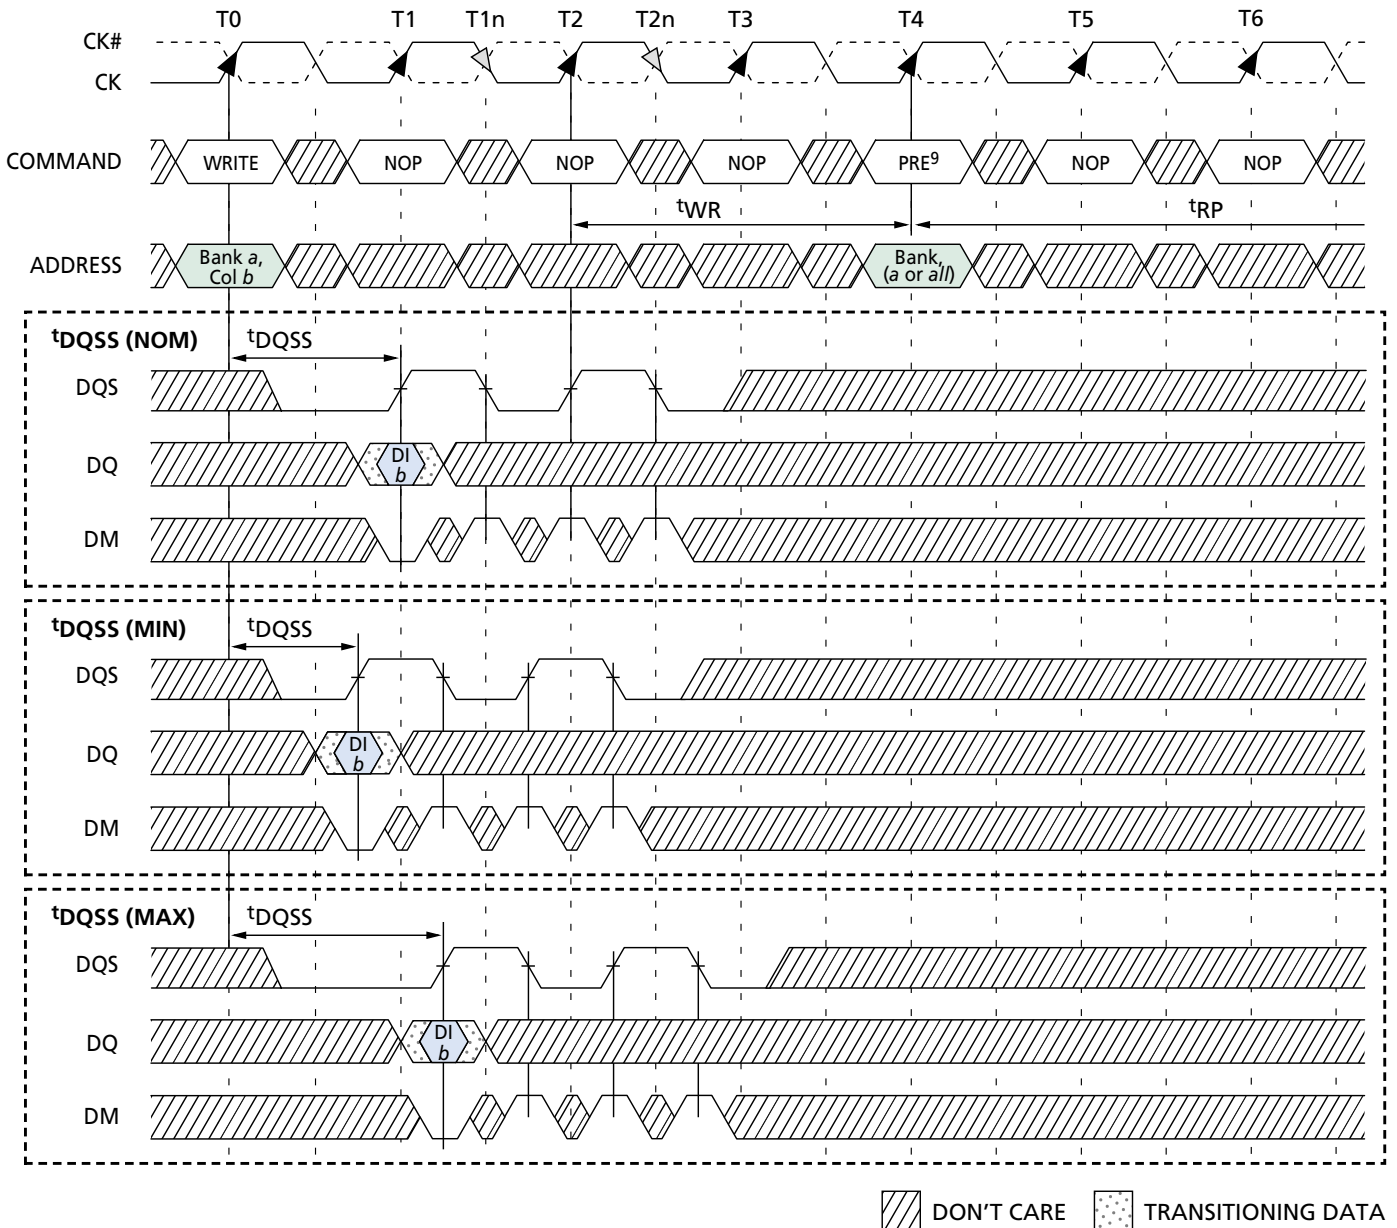 T0 T1 T1n T2 T2n T3 T4 T5 T6
CK#
CK
COMMAND WRITE NOP NOP NOP PRE9 NOP NOP
tWR tRP
ADDRESS Bank a, Col b Bank, (a or all)
tDQSS (NOM) tDQSS
DQS
DQ DI b
DM
tDQSS (MIN) tDQSS
DQS
DQ DI b
DM
tDQSS (MAX) tDQSS
DQS
DQ DI b
DM
DON'T CARE TRANSITIONING DATA